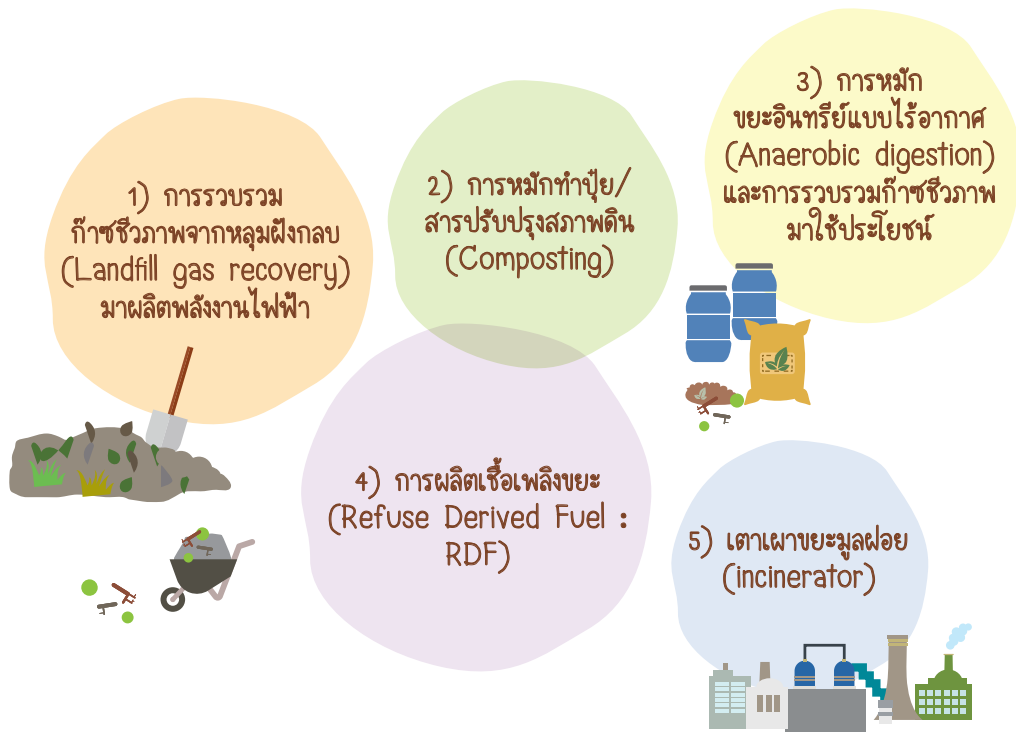 1) การรวบรวม
ก๊าซชีวภาพจากหลุมฝังกลบ
(Landfill gas recovery)
มาผลิตพลังงานไฟฟ้า
2) การหมักทำปุ๋ย/
สารปรับปรุงสภาพดิน
(Composting)
3) การหมัก
ขยะอินทรีย์แบบไร้อากาศ
(Anaerobic digestion)
และการรวบรวมก๊าซชีวภาพ
มาใช้ประโยชน์
4) การผลิตเชื้อเพลิงขยะ
(Refuse Derived Fuel :
RDF)
5) เตาเผาขยะมูลฝอย
(incinerator)